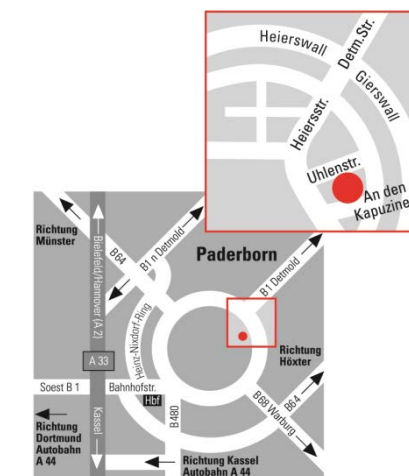 Heierswall
Detm.Str.
Gierswall
Heiersstr.
Uhlenstr.
An den
Kapuzine
Richtung
Münster
B64
Bielefeld/Hannover (A 2)
B1 n Detmold
Paderborn
B1 Detmold
Heinz-Nixdorf-Ring
A 33
Richtung
Höxter
Soest B 1
Bahnhofstr.
Hbf
B64
B68 Warburg
B480
Kassel
Richtung
Dortmund
Autobahn
A 44
Richtung Kassel
Autobahn A 44